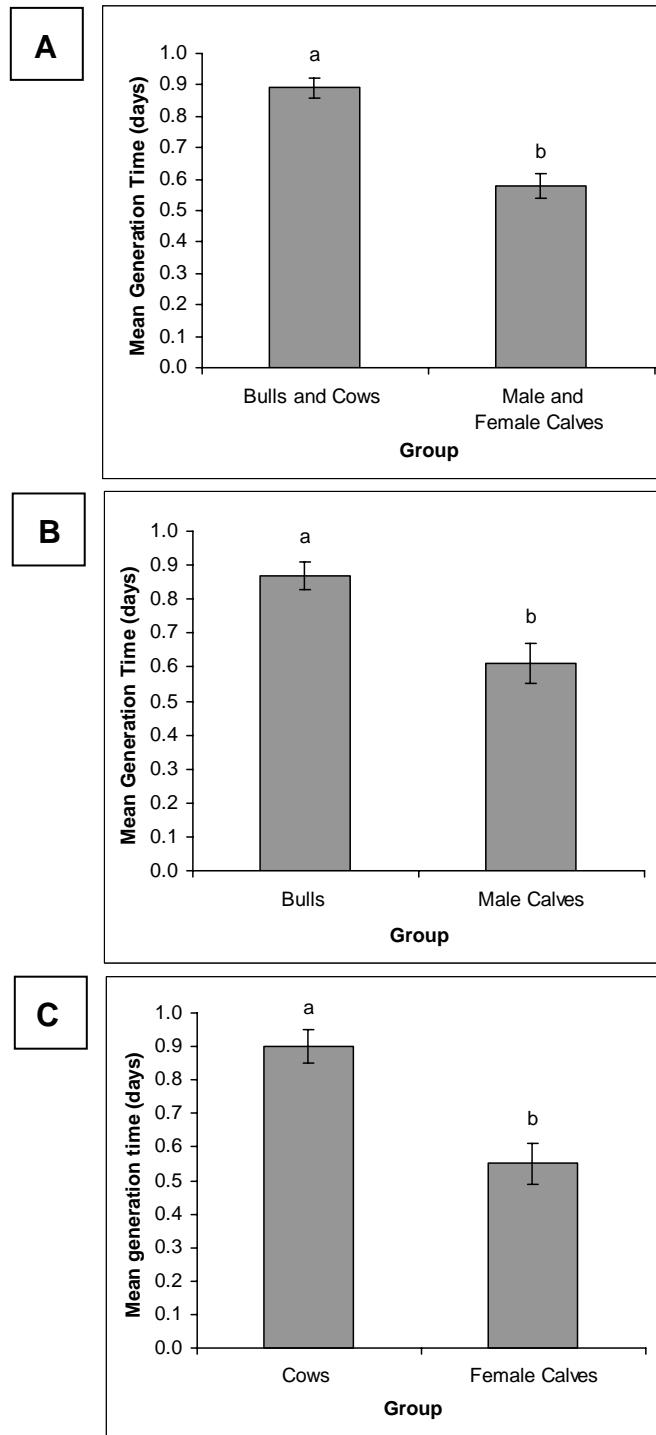 A
Mean Generation Time (days)
1.0
0.9
0.8
0.7
0.6
0.5
0.4
0.3
0.2
0.1
0.0
a
b
Bulls and Cows
Male and
Female Calves
Group
B
Mean Generation Time (days)
1.0
0.9
0.8
0.7
0.6
0.5
0.4
0.3
0.2
0.1
0.0
a
b
Bulls
Male Calves
Group
C
Mean generation time (days)
1.0
0.9
0.8
0.7
0.6
0.5
0.4
0.3
0.2
0.1
0.0
a
b
Cows
Female Calves
Group